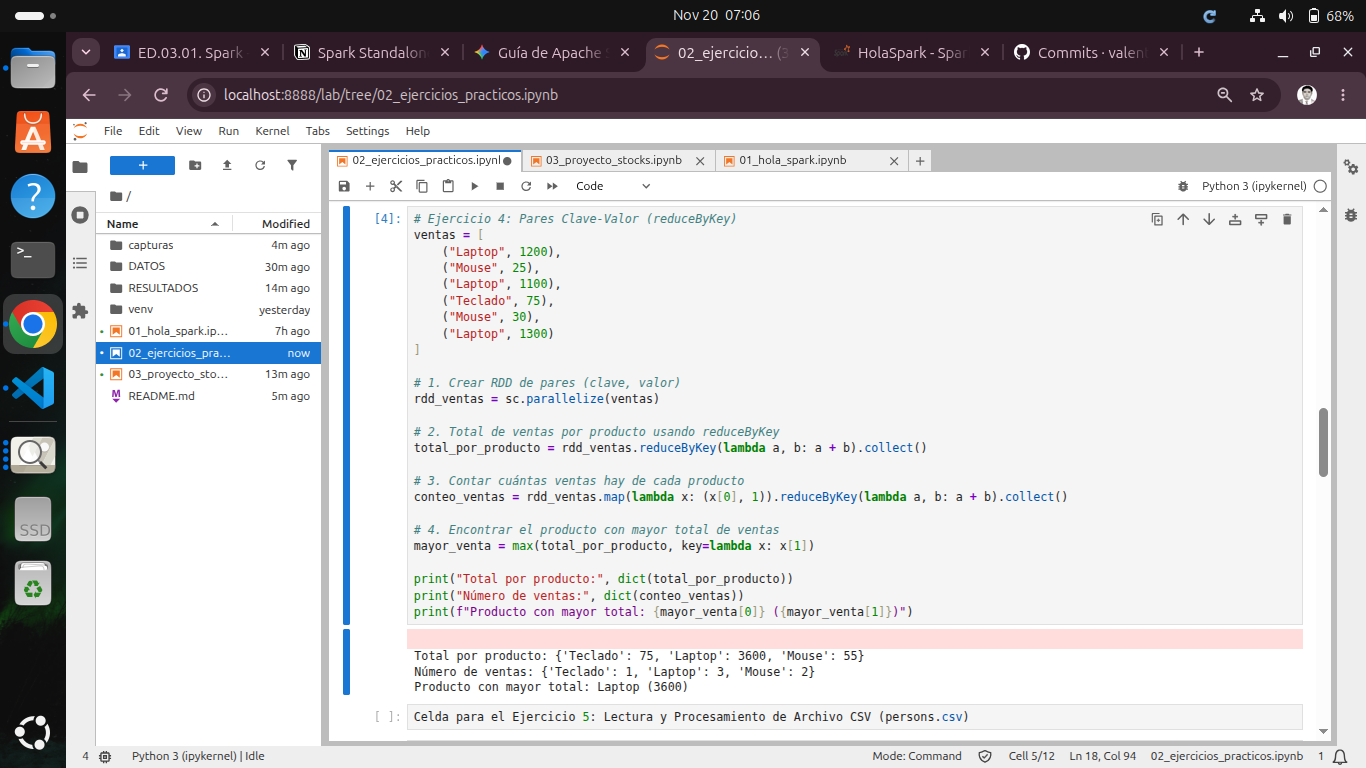 Nov 20 07:06
68%
ED.03.01. Spark
Spark Standalon
Guía de Apache S
02_ejercicio… (3
HolaSpark - Spar
Commits · valent
localhost:8888/lab/tree/02_ejercicios_practicos.ipynb
File Edit View Run Kernel Tabs Settings Help
/
Name Modified
capturas 4m ago
DATOS 30m ago
RESULTADOS 14m ago
venv yesterday
01_hola_spark.ip… 7h ago
02_ejercicios_pra… now
03_proyecto_sto… 13m ago
README.md 5m ago
SSD
02_ejercicios_practicos.ipynl
03_proyecto_stocks.ipynb
01_hola_spark.ipynb
Code
Python 3 (ipykernel)
[4]:
# Ejercicio 4: Pares Clave-Valor (reduceByKey)
ventas = [
("Laptop", 1200),
("Mouse", 25),
("Laptop", 1100),
("Teclado", 75),
("Mouse", 30),
("Laptop", 1300)
]
# 1. Crear RDD de pares (clave, valor)
rdd_ventas = sc.parallelize(ventas)
# 2. Total de ventas por producto usando reduceByKey
total_por_producto = rdd_ventas.reduceByKey(lambda a, b: a + b).collect()
# 3. Contar cuántas ventas hay de cada producto
conteo_ventas = rdd_ventas.map(lambda x: (x[0], 1)).reduceByKey(lambda a, b: a + b).collect()
# 4. Encontrar el producto con mayor total de ventas
mayor_venta = max(total_por_producto, key=lambda x: x[1])
print("Total por producto:", dict(total_por_producto))
print("Número de ventas:", dict(conteo_ventas))
print(f"Producto con mayor total: {mayor_venta[0]} ({mayor_venta[1]})")
Total por producto: {'Teclado': 75, 'Laptop': 3600, 'Mouse': 55}
Número de ventas: {'Teclado': 1, 'Laptop': 3, 'Mouse': 2}
Producto con mayor total: Laptop (3600)
[ ]:
Celda para el Ejercicio 5: Lectura y Procesamiento de Archivo CSV (persons.csv)
4 Python 3 (ipykernel) | Idle
Mode: Command Cell 5/12 Ln 18, Col 94 02_ejercicios_practicos.ipynb 1